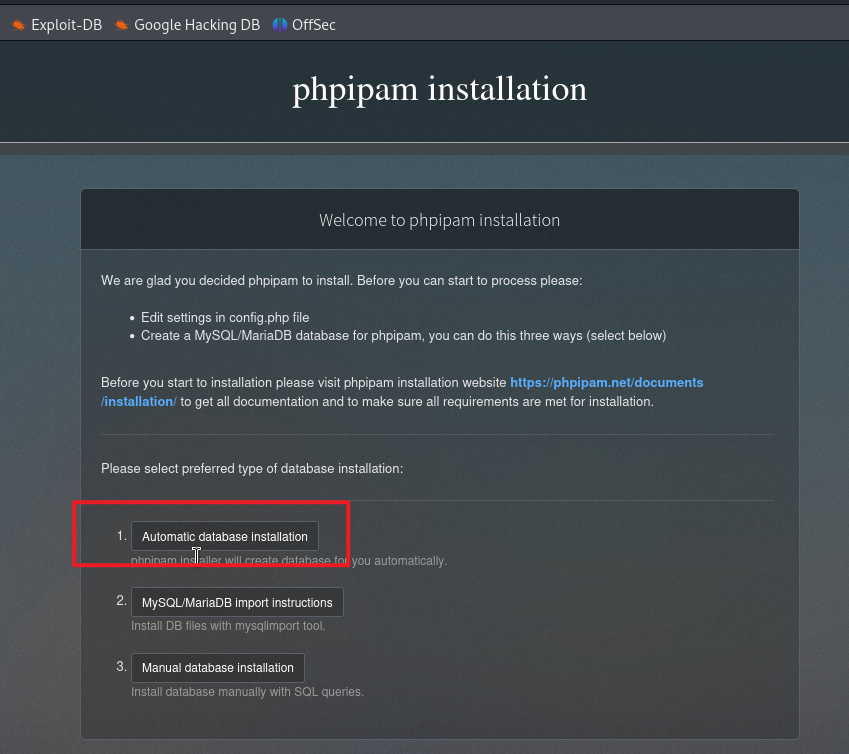 Exploit-DB Google Hacking DB OffSec
phpipam installation
Welcome to phpipam installation
We are glad you decided phpipam to install. Before you can start to process please:
• Edit settings in config.php file
• Create a MySQL/MariaDB database for phpipam, you can do this three ways (select below)
Before you start to installation please visit phpipam installation website https://phpipam.net/documents
/installation/ to get all documentation and to make sure all requirements are met for installation.
Please select preferred type of database installation:
1. Automatic database installation
phpipam installer will create database for you automatically.
2. MySQL/MariaDB import instructions
Install DB files with mysqlimport tool.
3. Manual database installation
Install database manually with SQL queries.